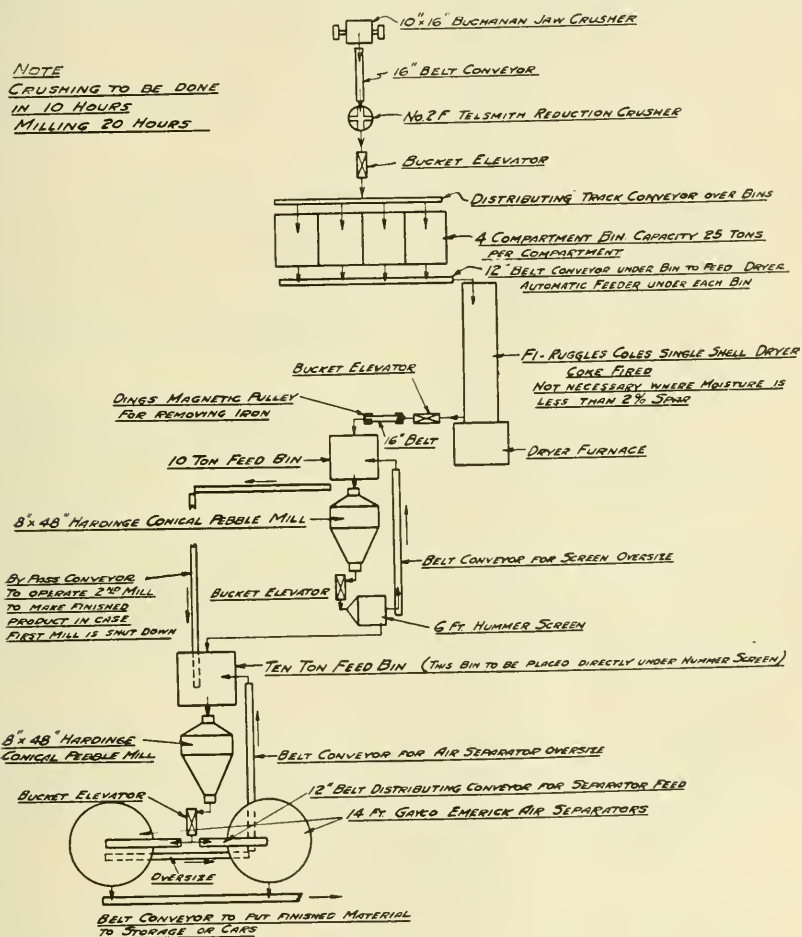 10"x16" BUCHANAN JAW CRUSHER
NOTE
CRUSHING TO BE DONE
IN 10 HOURS
MILLING 20 HOURS
16" BELT CONVEYOR
No. 2 F TELSMITH REDUCTION CRUSHER
BUCKET ELEVATOR
DISTRIBUTING TRACK CONVEYOR OVER BINS
4 COMPARTMENT BIN. CAPACITY 25 TONS
PER COMPARTMENT
12" BELT CONVEYOR UNDER BIN TO FEED DRYER
AUTOMATIC FEEDER UNDER EACH BIN
F1-RUGGLES COLES SINGLE SHELL DRYER
COKE FIRED
NOT NECESSARY WHERE MOISTURE IS
LESS THAN 2% SPAR
BUCKET ELEVATOR
DINGS MAGNETIC PULLEY
FOR REMOVING IRON
16" BELT
DRYER FURNACE
10 TON FEED BIN
8"x48" HARDINGE CONICAL PEBBLE MILL
BELT CONVEYOR FOR SCREEN OVERSIZE
BY PASS CONVEYOR
TO OPERATE 2ND MILL
TO MAKE FINISHED
PRODUCT IN CASE
FIRST MILL IS SHUT DOWN
BUCKET ELEVATOR
6 FT. HUMMER SCREEN
TEN TON FEED BIN (THIS BIN TO BE PLACED DIRECTLY UNDER HUMMER SCREEN)
8"x48" HARDINGE
CONICAL PEBBLE MILL
BELT CONVEYOR FOR AIR SEPARATOR OVERSIZE
BUCKET ELEVATOR
12" BELT DISTRIBUTING CONVEYOR FOR SEPARATOR FEED
14 FT. GAYCO EMERICK AIR SEPARATORS
OVERSIZE
BELT CONVEYOR TO PUT FINISHED MATERIAL
TO STORAGE OR CARS